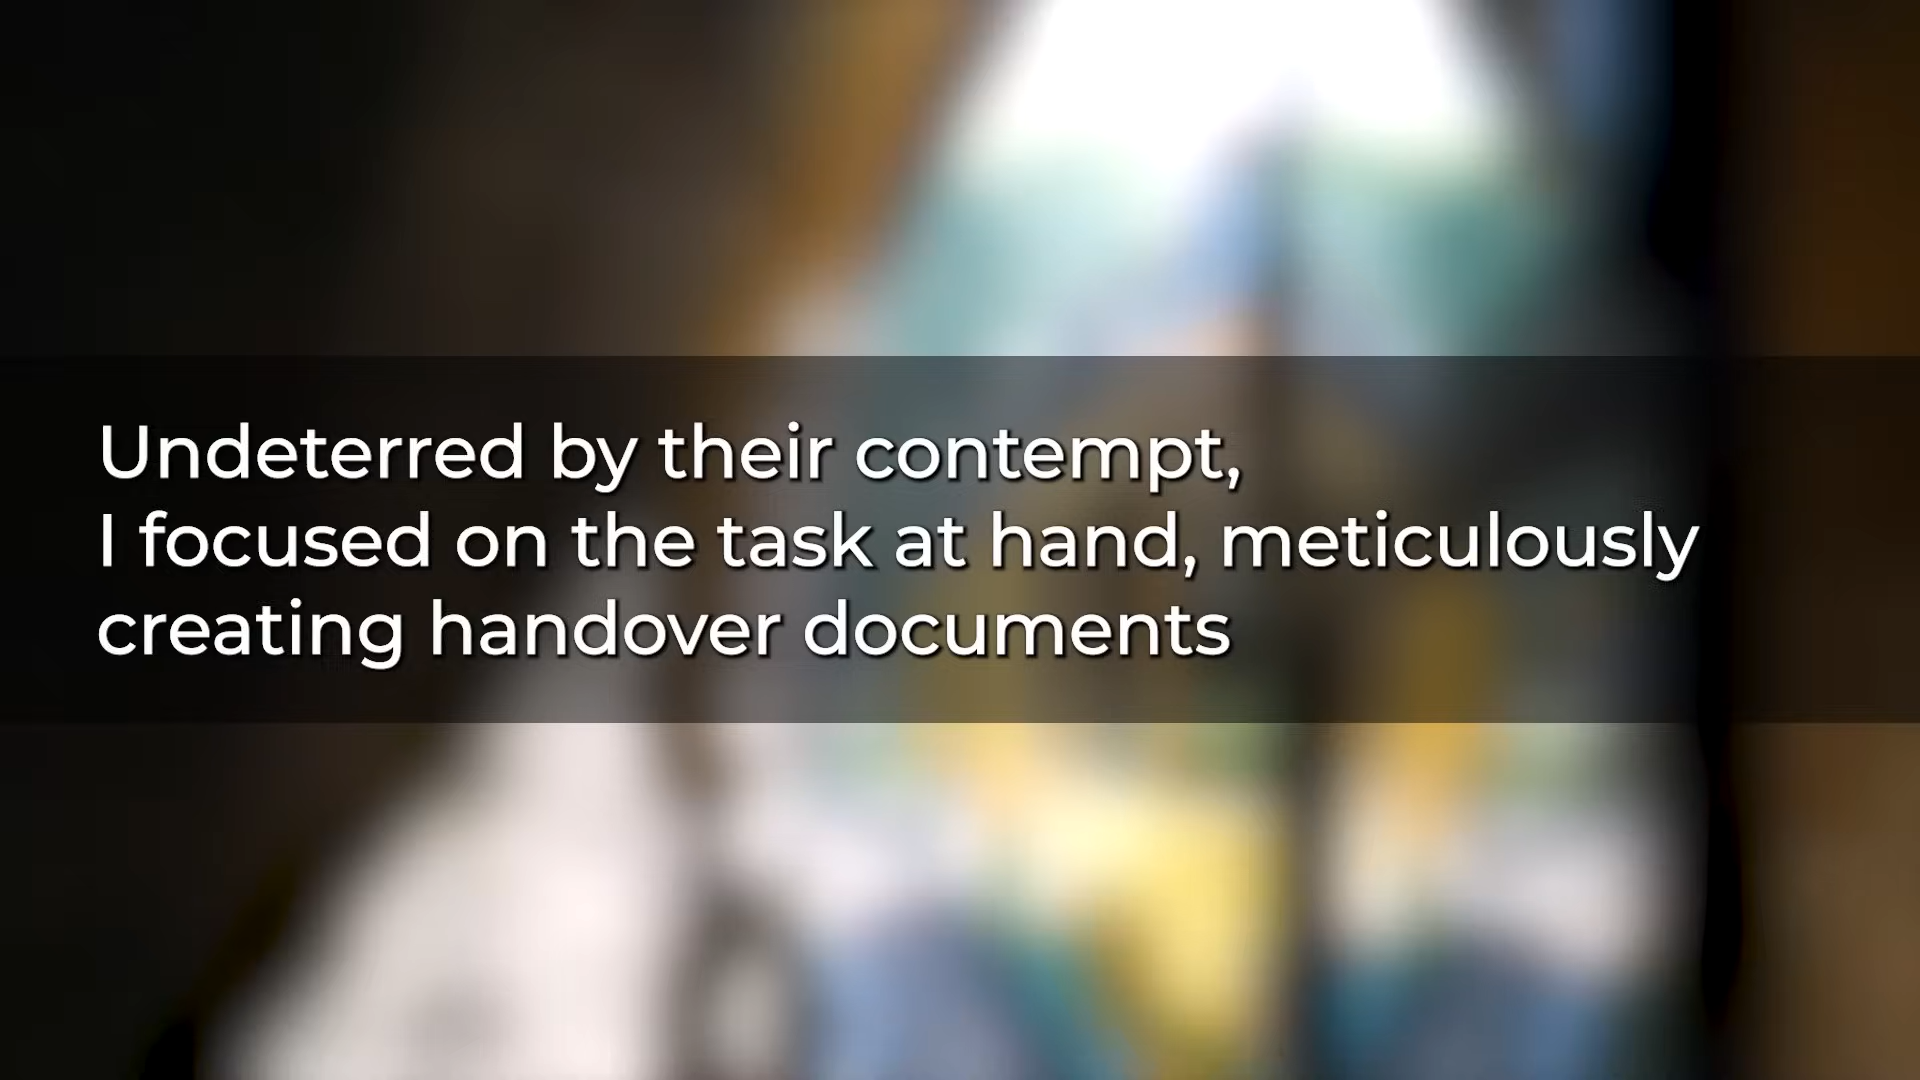 Undeterred by their contempt,
I focused on the task at hand, meticulously
creating handover documents